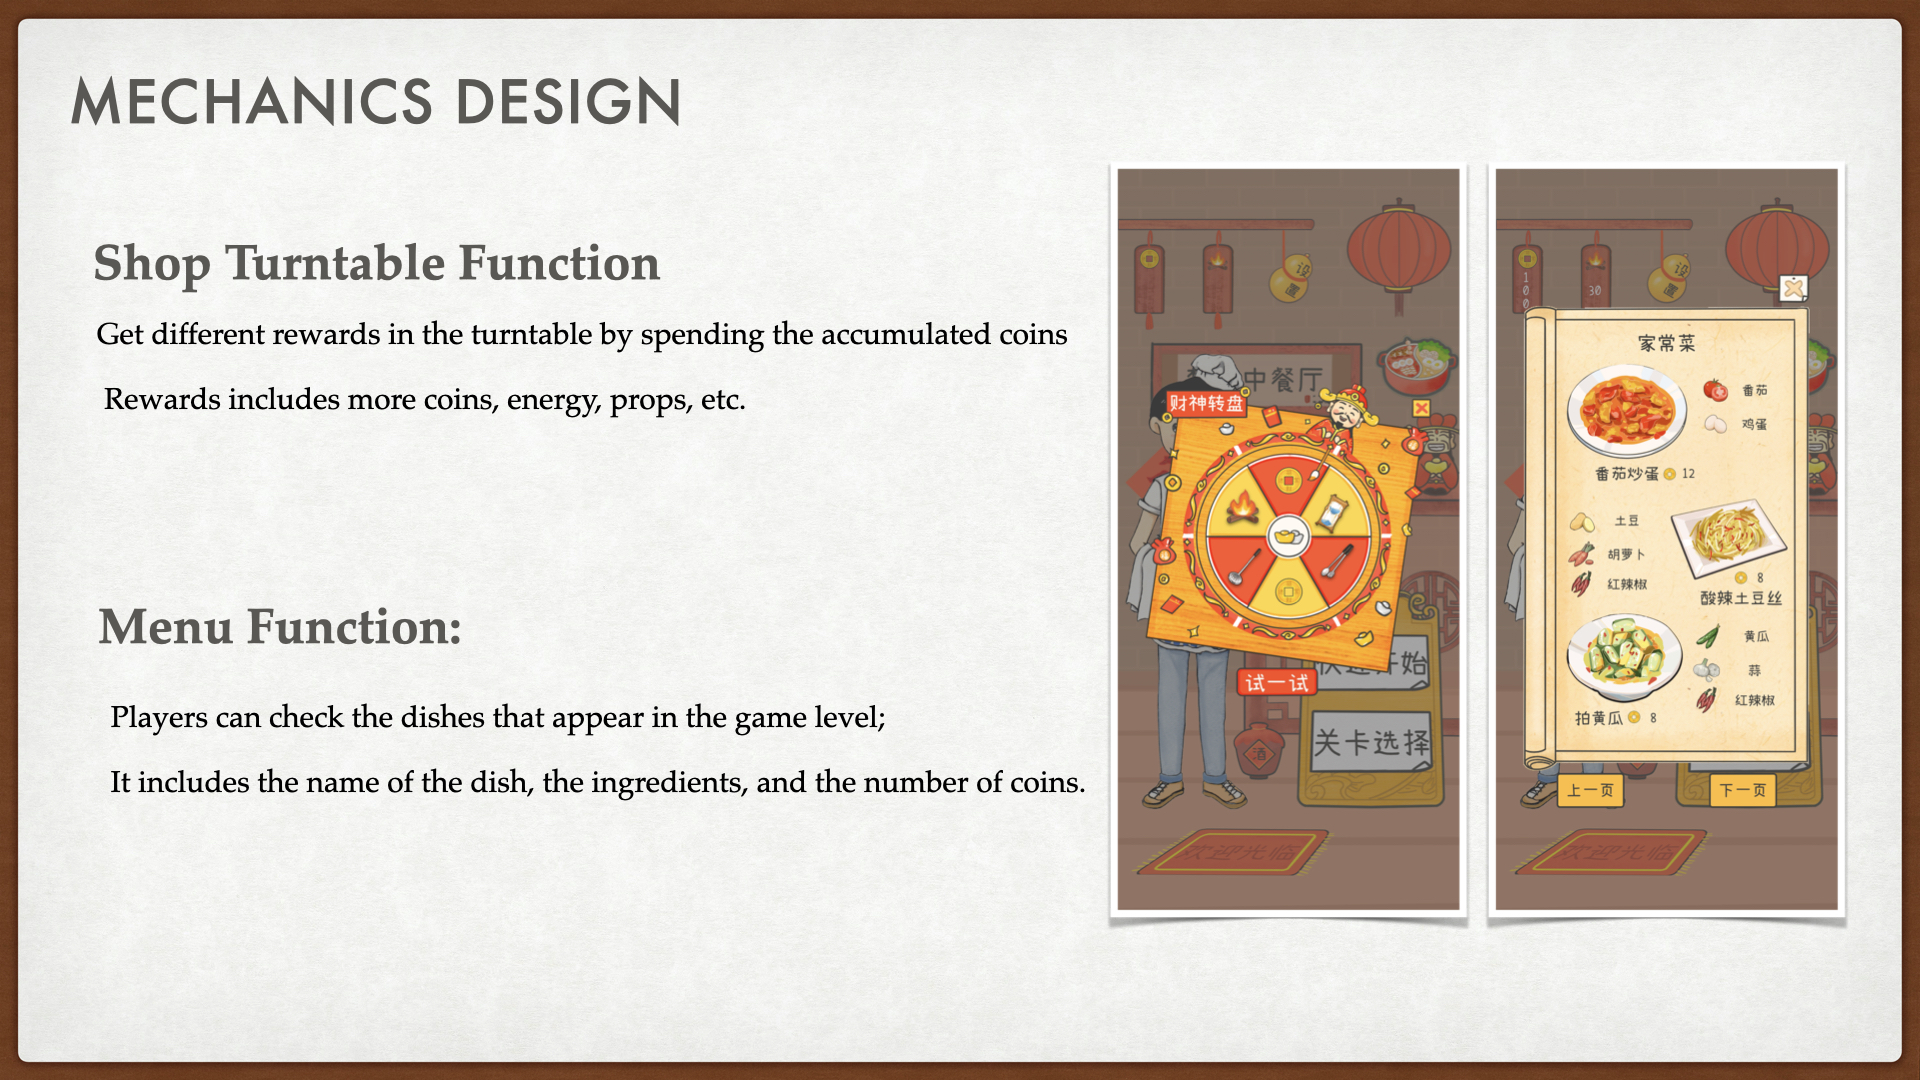 MECHANICS DESIGN
Shop Turntable Function
Get different rewards in the turntable by spending the accumulated coins
Rewards includes more coins, energy, props, etc.
Menu Function:
Players can check the dishes that appear in the game level;
It includes the name of the dish, the ingredients, and the number of coins.
设置
中餐厅
财神转盘
试一试
开始
关卡选择
酒
欢迎光临
100
30
设置
家常菜
番茄
鸡蛋
番茄炒蛋 12
土豆
胡萝卜
红辣椒
8
酸辣土豆丝
黄瓜
蒜
红辣椒
拍黄瓜 8
上一页
下一页
欢迎光临